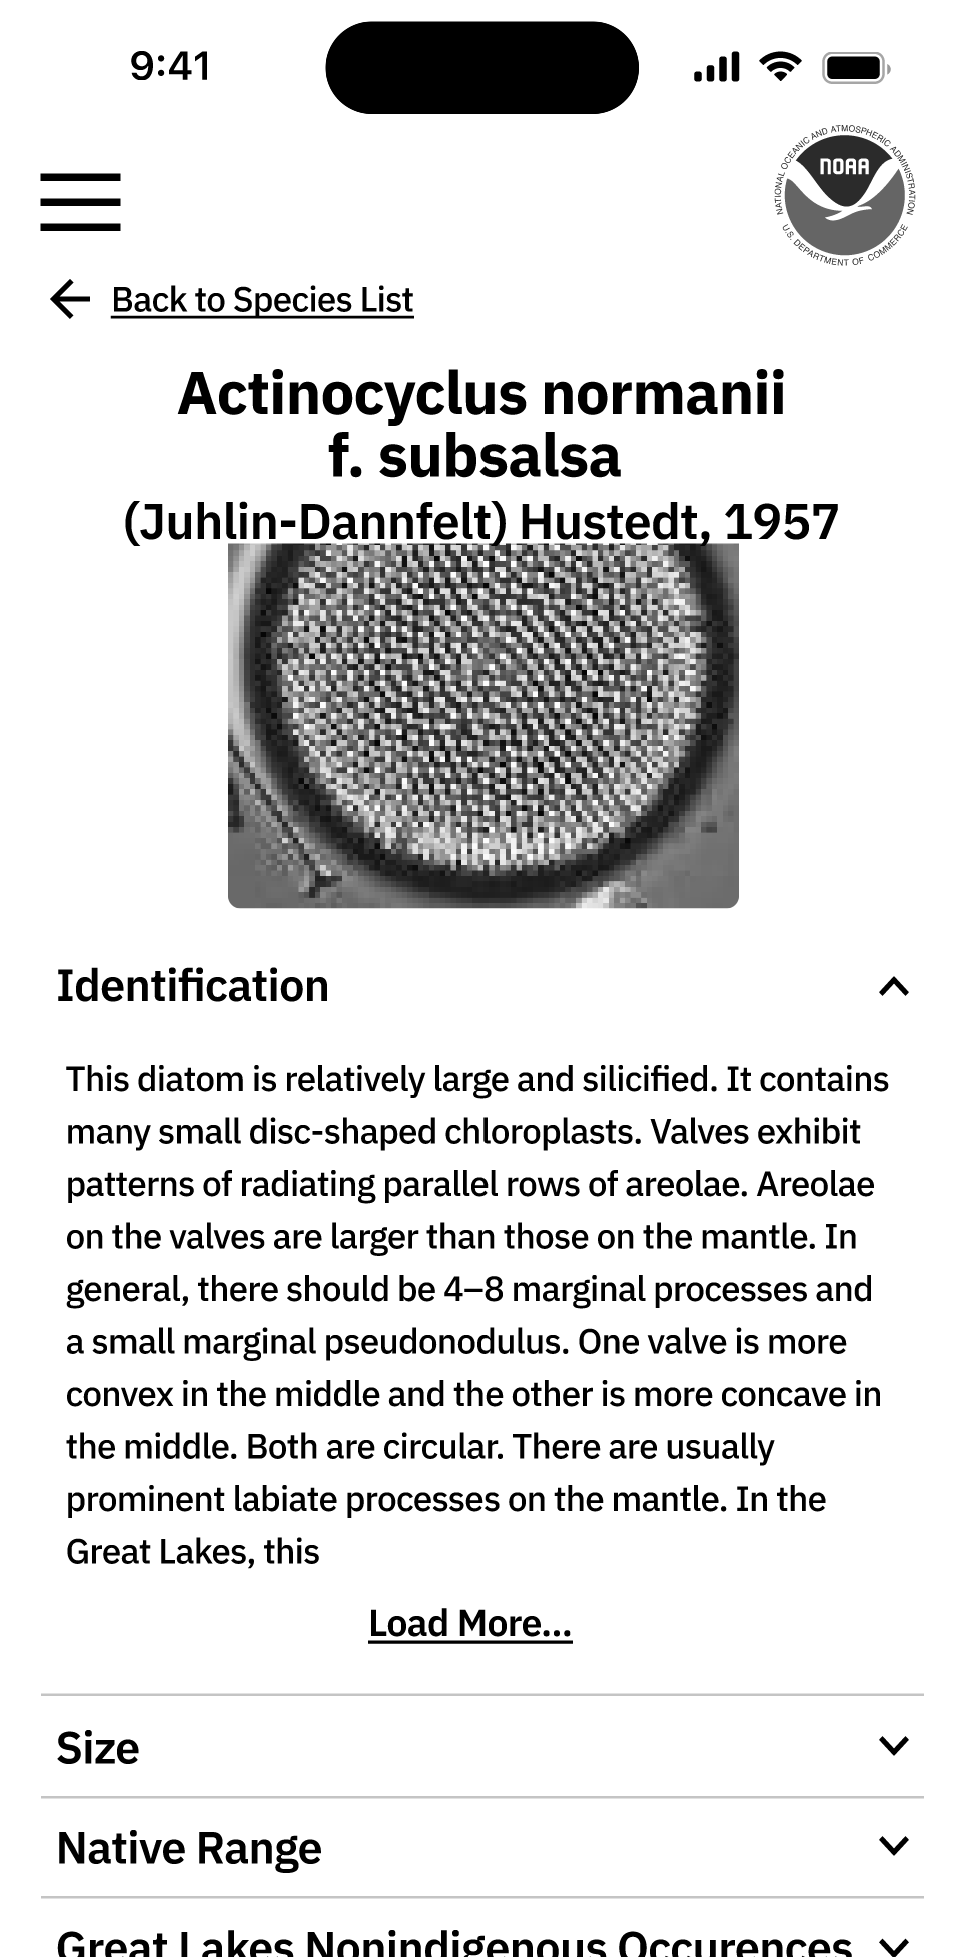 9:41
NATIONAL OCEANIC AND ATMOSPHERIC ADMINISTRATION
NOAA
U.S. DEPARTMENT OF COMMERCE
Back to Species List
Actinocyclus normanii
f. subsalsa
(Juhlin-Dannfelt) Hustedt, 1957
Identification
This diatom is relatively large and silicified. It contains
many small disc-shaped chloroplasts. Valves exhibit
patterns of radiating parallel rows of areolae. Areolae
on the valves are larger than those on the mantle. In
general, there should be 4–8 marginal processes and
a small marginal pseudonodulus. One valve is more
convex in the middle and the other is more concave in
the middle. Both are circular. There are usually
prominent labiate processes on the mantle. In the
Great Lakes, this
Load More...
Size
Native Range
Great Lakes Nonindigenous Occurences